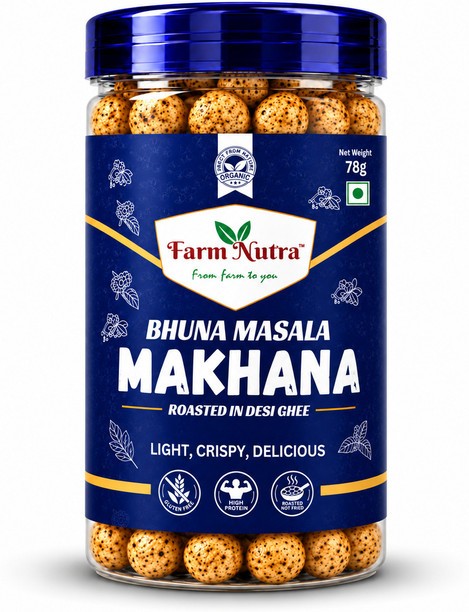 DIRECT FROM NATURE
ORGANIC
Net Weight
78g
Farm Nutra™
From farm to you
BHUNA MASALA
MAKHANA
ROASTED IN DESI GHEE
LIGHT, CRISPY, DELICIOUS
GLUTEN FREE
HIGH
PROTEIN
ROASTED
NOT FRIED